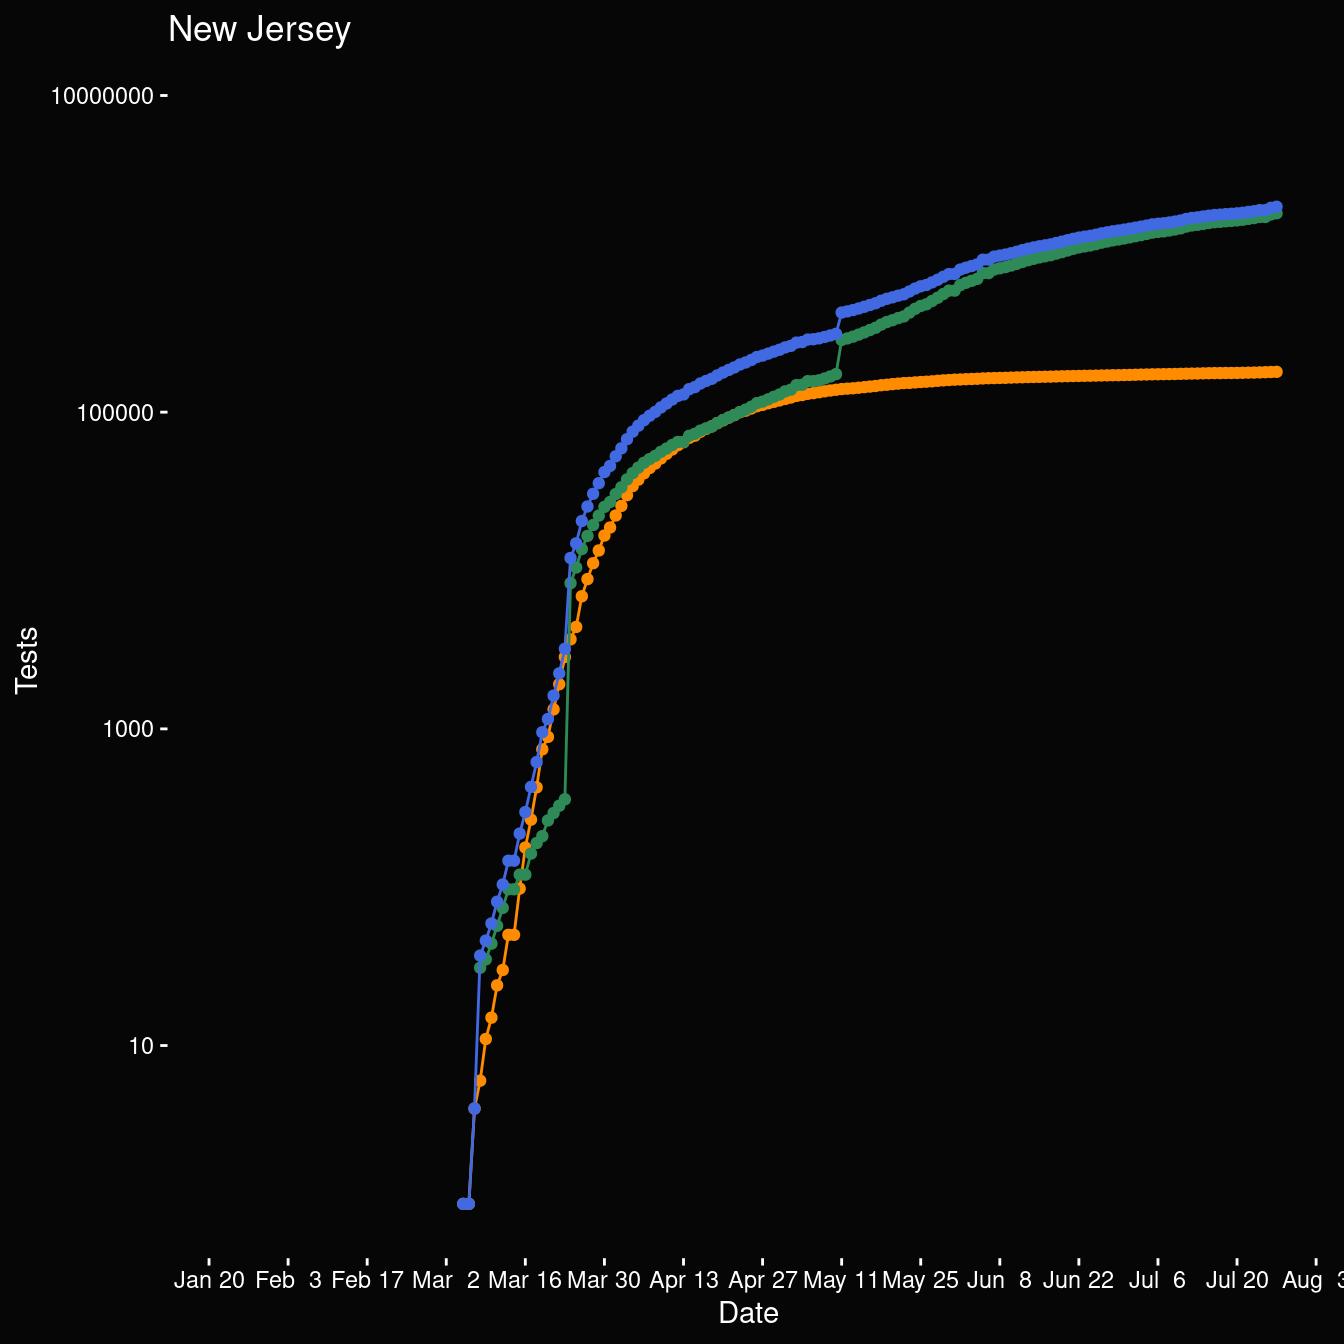 New Jersey
10000000
100000
1000
10
Tests
Jan 20 Feb 3 Feb 17 Mar 2 Mar 16 Mar 30 Apr 13 Apr 27 May 11 May 25 Jun 8 Jun 22 Jul 6 Jul 20 Aug 3
Date